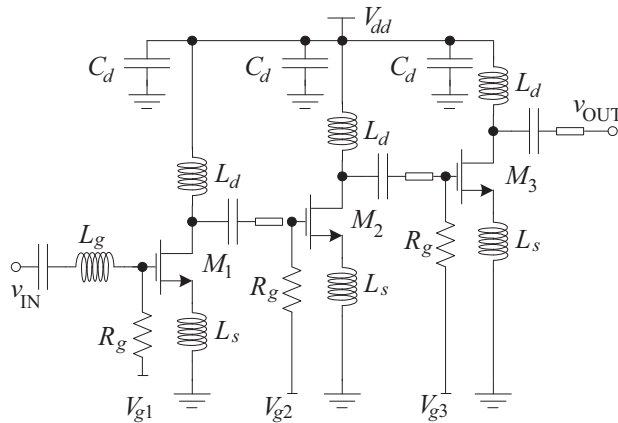 V_dd
C_d
C_d
C_d
L_d
L_d
L_d
v_OUT
M_3
M_2
M_1
L_g
v_IN
R_g
R_g
R_g
L_s
L_s
L_s
V_g1
V_g2
V_g3